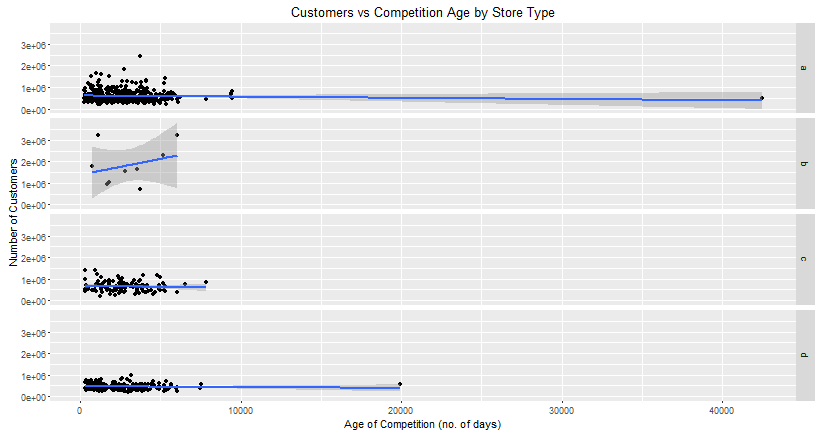 Customers vs Competition Age by Store Type
Number of Customers
3e+06
2e+06
1e+06
0e+00
a
3e+06
2e+06
1e+06
0e+00
b
3e+06
2e+06
1e+06
0e+00
c
3e+06
2e+06
1e+06
0e+00
d
0 10000 20000 30000 40000
Age of Competition (no. of days)